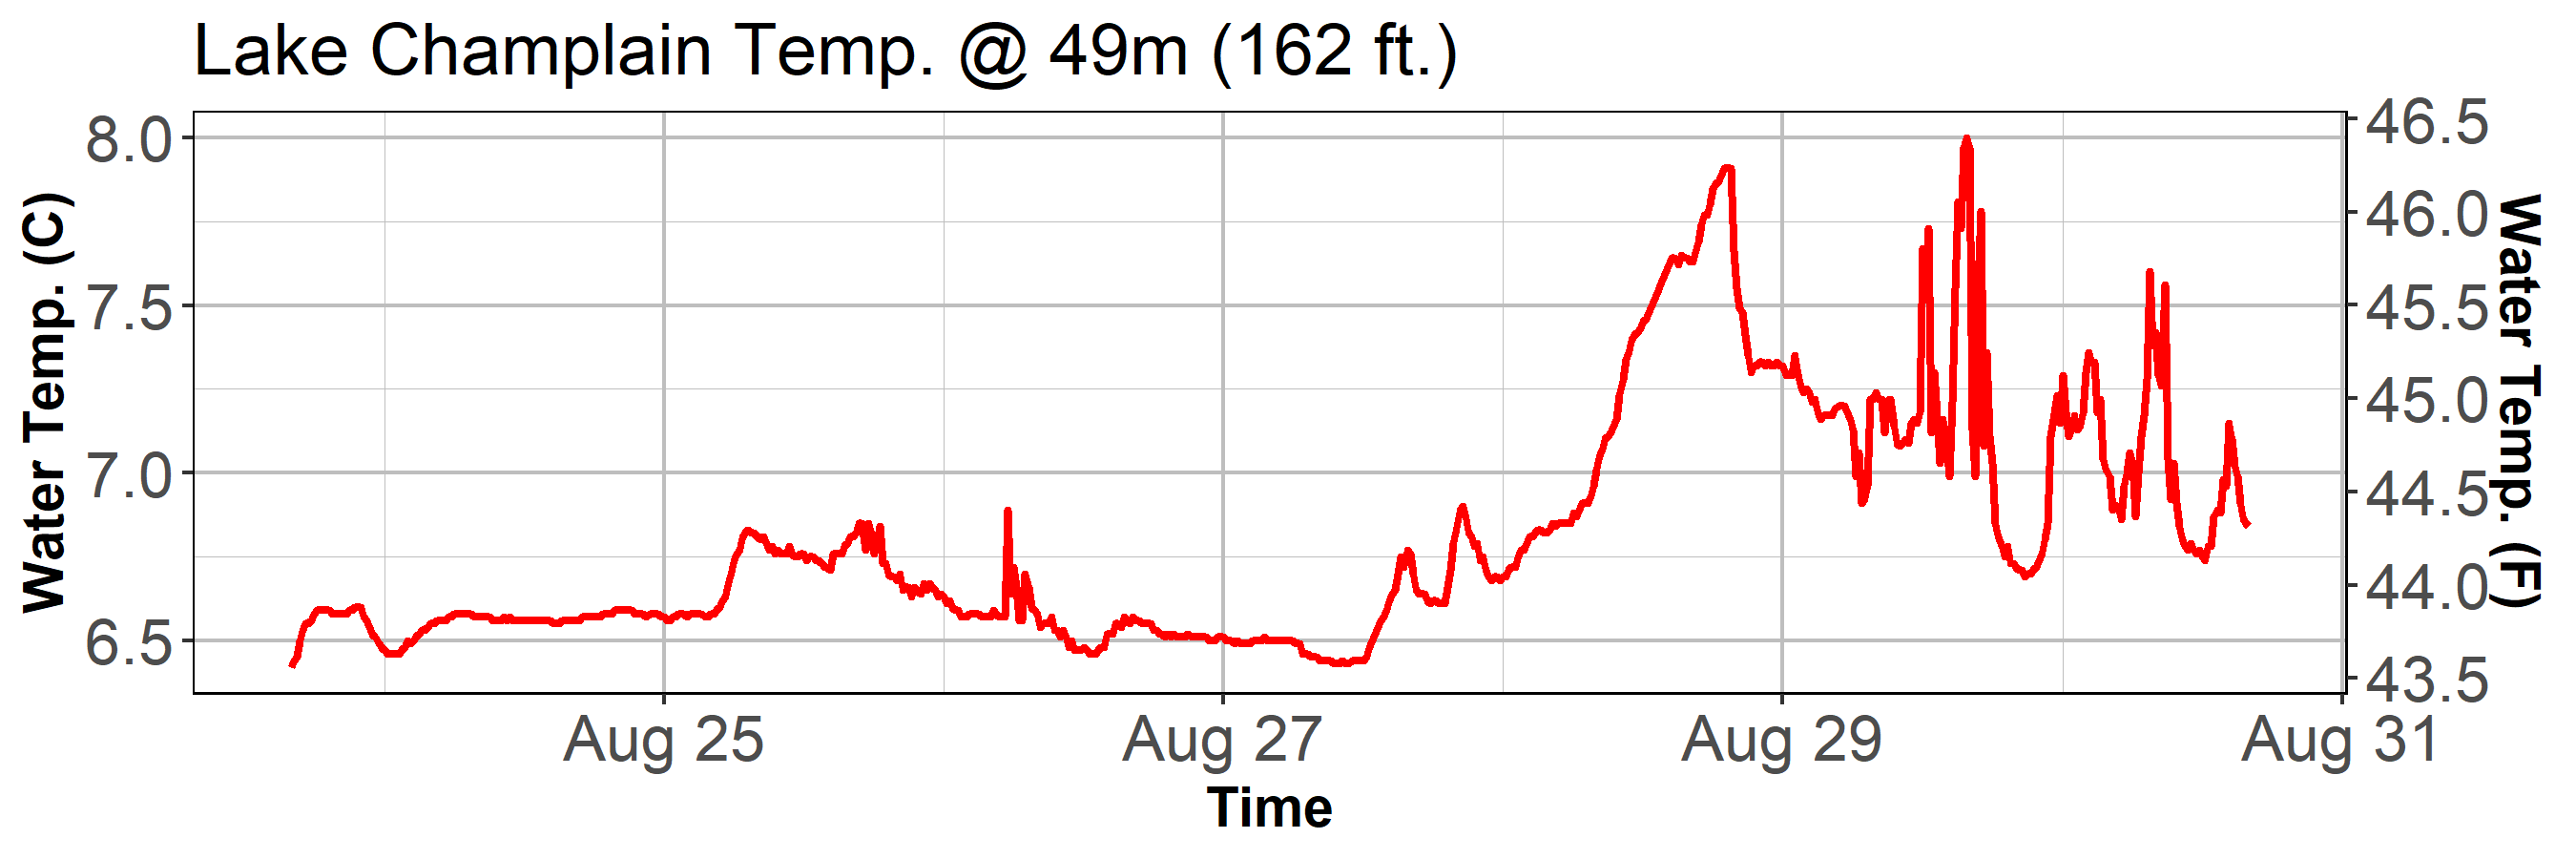 Lake Champlain Temp. @ 49m (162 ft.)
Water Temp. (C)
8.0
7.5
7.0
6.5
46.5
46.0
45.5
45.0
44.5
44.0
43.5
Water Temp. (F)
Aug 25
Aug 27
Aug 29
Aug 31
Time